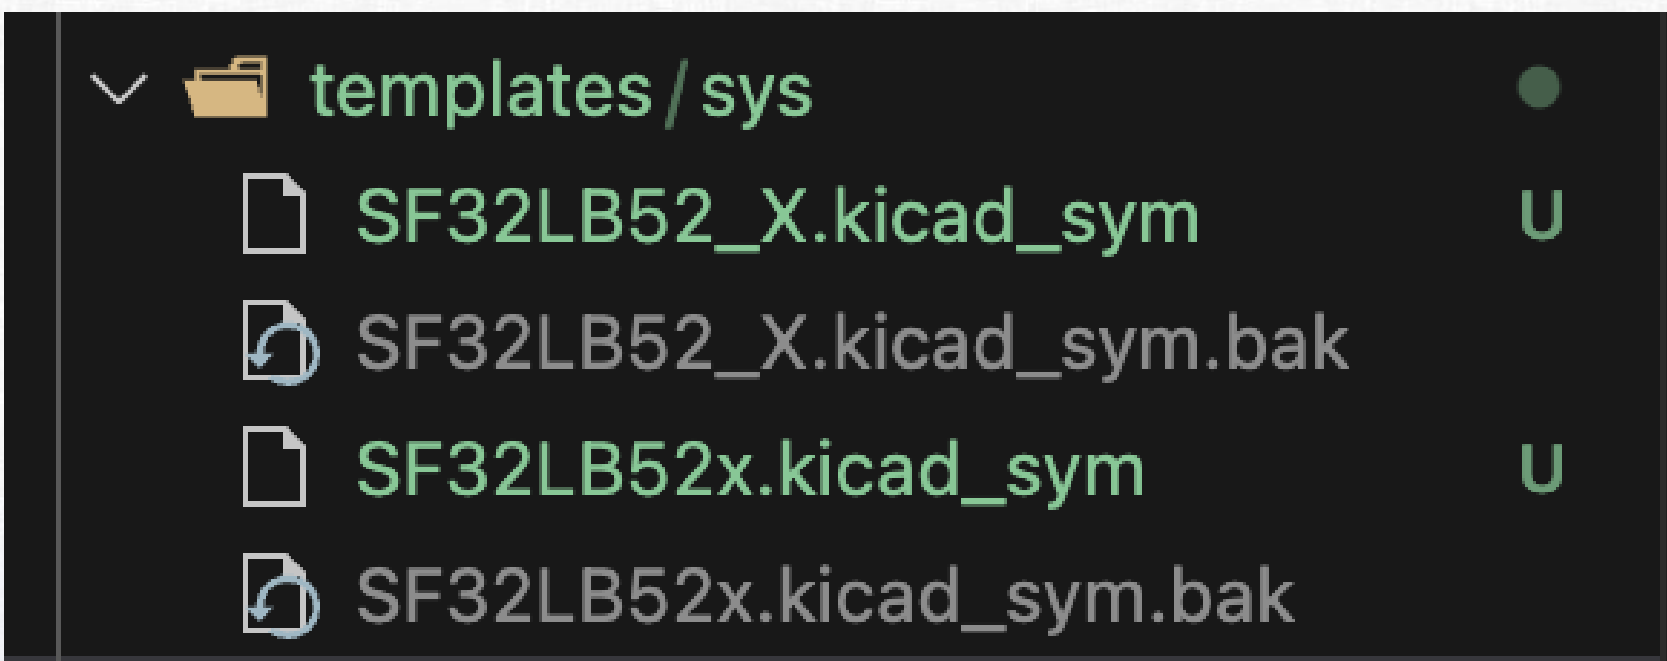 templates/sys
SF32LB52_X.kicad_sym U
SF32LB52_X.kicad_sym.bak
SF32LB52x.kicad_sym U
SF32LB52x.kicad_sym.bak